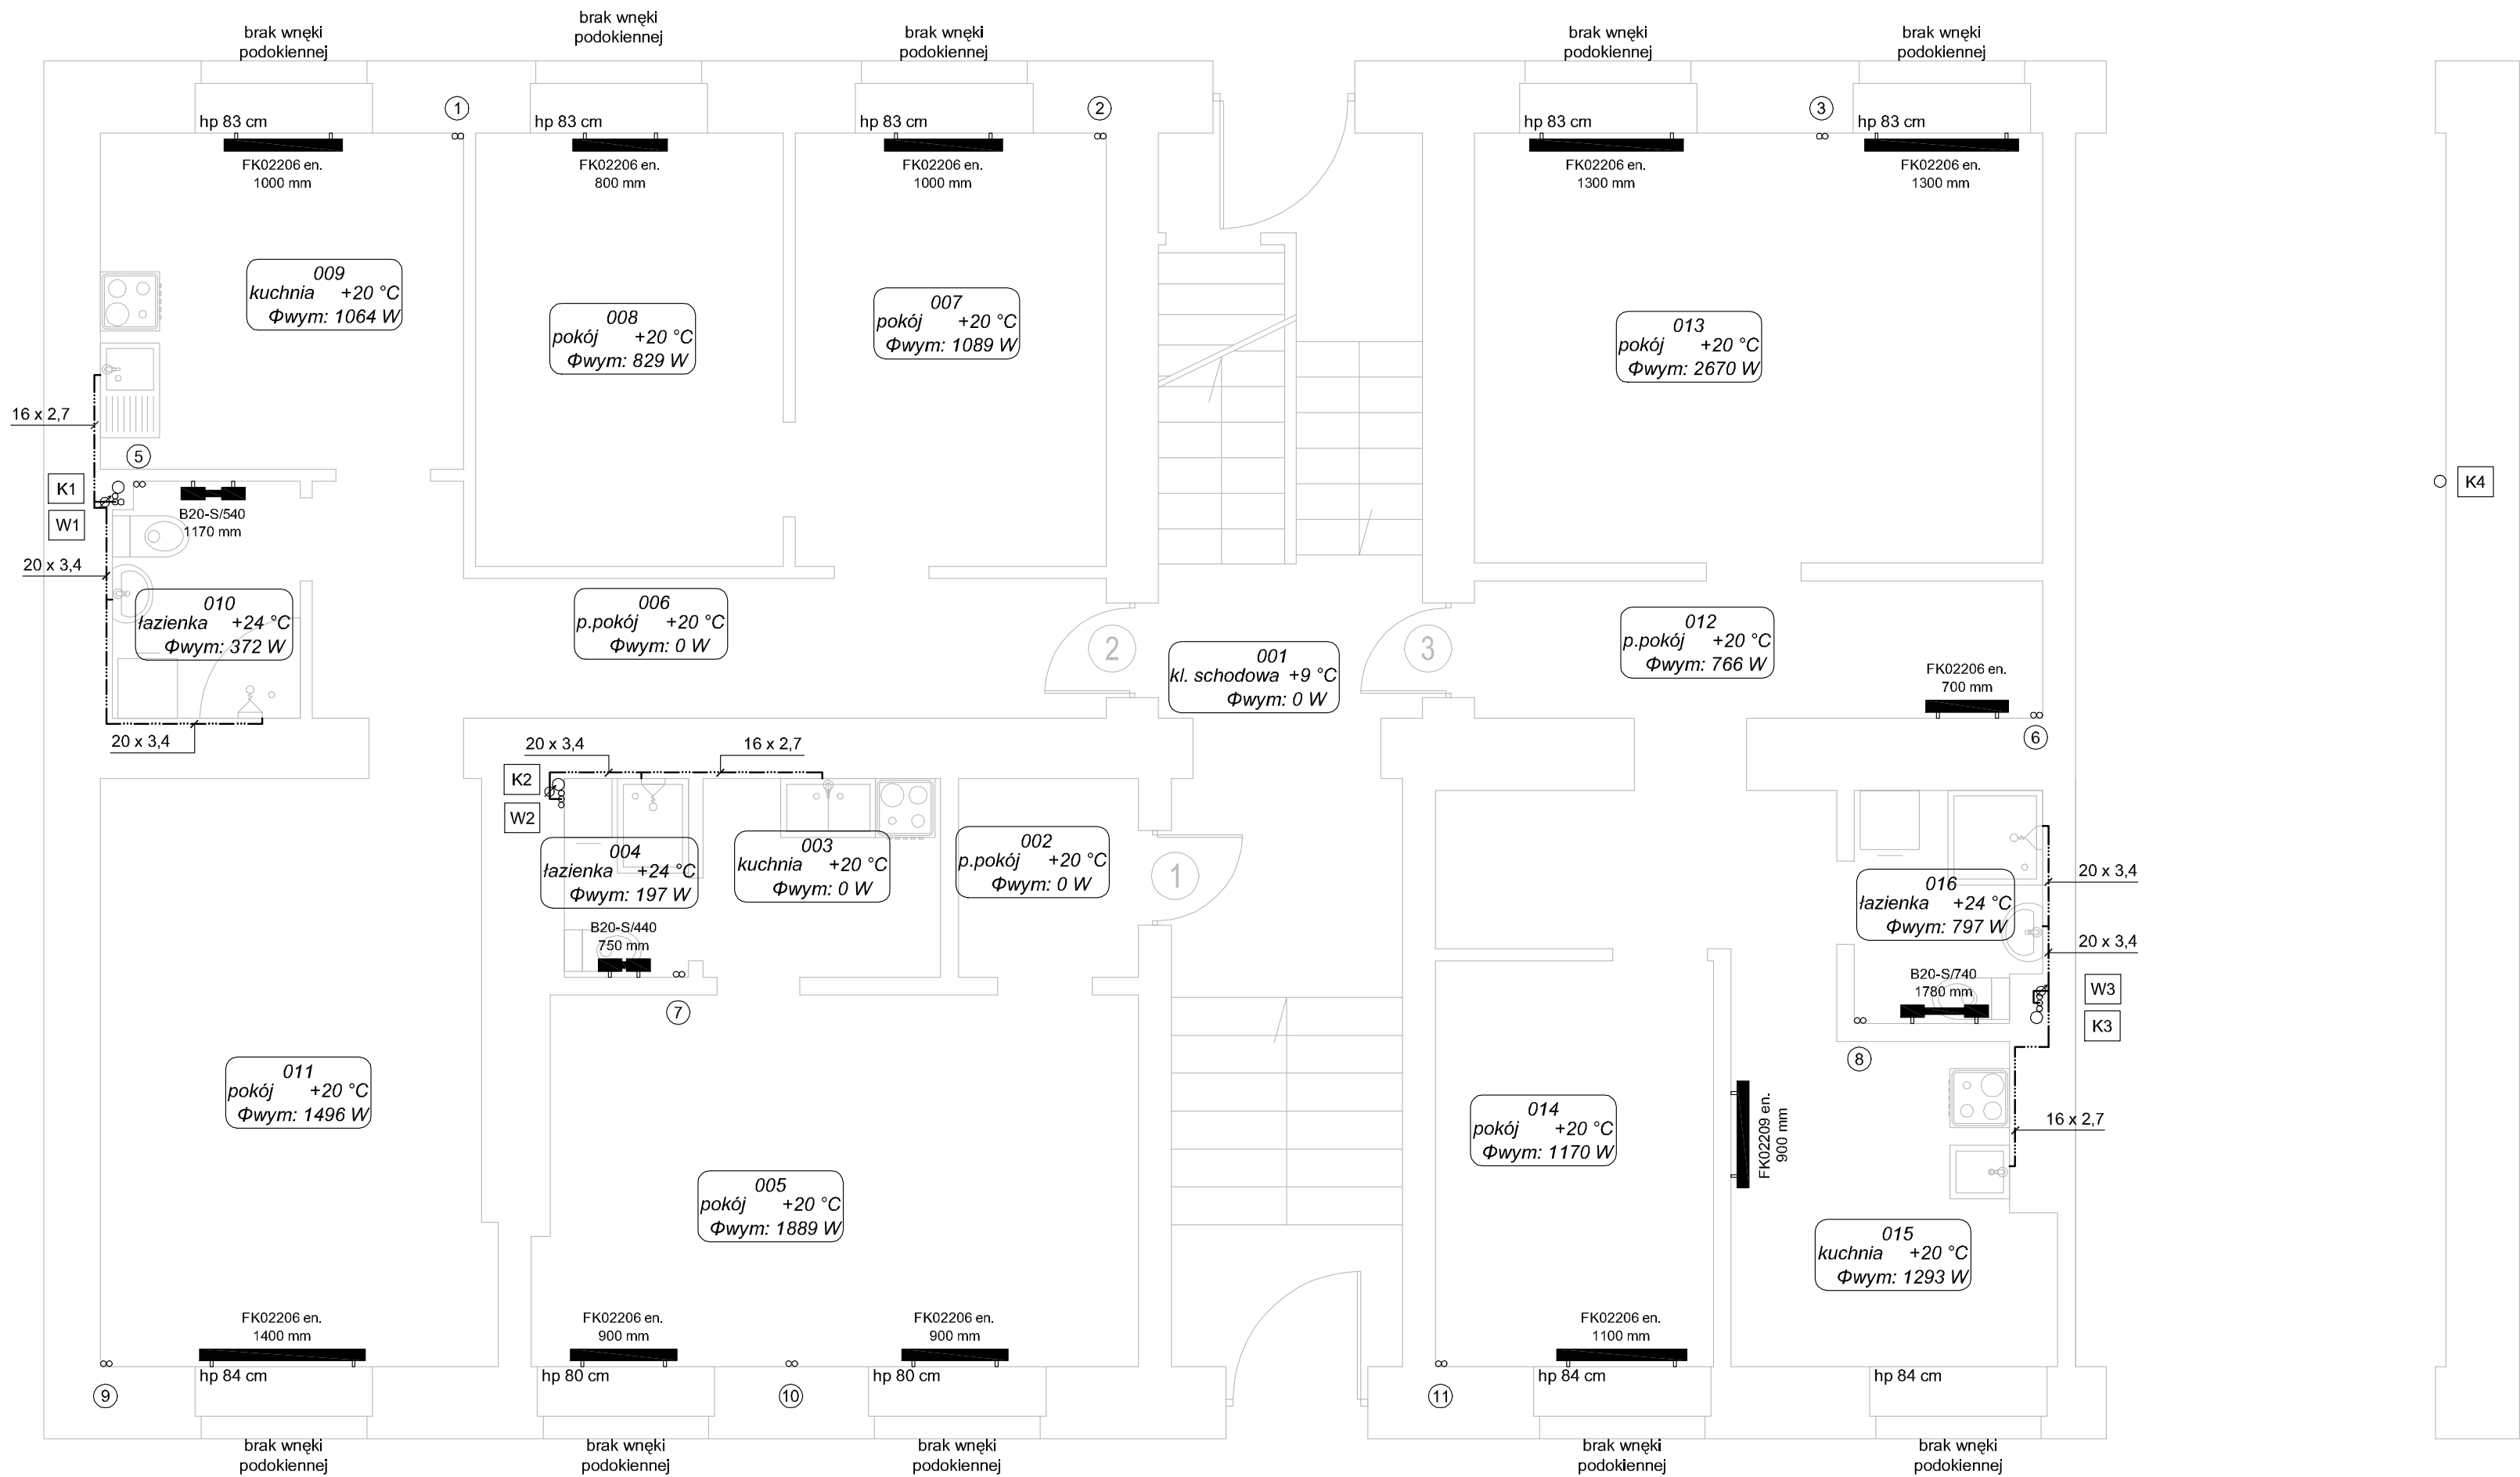 brak wnęki
podokiennej
brak wnęki
podokiennej
brak wnęki
podokiennej
brak wnęki
podokiennej
brak wnęki
podokiennej
1
2
3
hp 83 cm
hp 83 cm
hp 83 cm
hp 83 cm
hp 83 cm
FK02206 en.
1000 mm
FK02206 en.
800 mm
FK02206 en.
1000 mm
FK02206 en.
1300 mm
FK02206 en.
1300 mm
009
kuchnia +20 °C
Φwym: 1064 W
008
pokój +20 °C
Φwym: 829 W
007
pokój +20 °C
Φwym: 1089 W
013
pokój +20 °C
Φwym: 2670 W
16 x 2,7
5
K1
W1
B20-S/540
1170 mm
K4
20 x 3,4
010
łazienka +24 °C
Φwym: 372 W
006
p.pokój +20 °C
Φwym: 0 W
2
001
kl. schodowa +9 °C
Φwym: 0 W
3
012
p.pokój +20 °C
Φwym: 766 W
FK02206 en.
700 mm
6
20 x 3,4
20 x 3,4
16 x 2,7
K2
W2
004
łazienka +24 °C
Φwym: 197 W
003
kuchnia +20 °C
Φwym: 0 W
002
p.pokój +20 °C
Φwym: 0 W
1
016
łazienka +24 °C
Φwym: 797 W
20 x 3,4
20 x 3,4
B20-S/440
750 mm
7
B20-S/740
1780 mm
W3
K3
8
011
pokój +20 °C
Φwym: 1496 W
005
pokój +20 °C
Φwym: 1889 W
014
pokój +20 °C
Φwym: 1170 W
FK02209 en.
900 mm
16 x 2,7
015
kuchnia +20 °C
Φwym: 1293 W
FK02206 en.
1400 mm
FK02206 en.
900 mm
FK02206 en.
900 mm
FK02206 en.
1100 mm
hp 84 cm
hp 80 cm
hp 80 cm
hp 84 cm
hp 84 cm
9
10
11
brak wnęki
podokiennej
brak wnęki
podokiennej
brak wnęki
podokiennej
brak wnęki
podokiennej
brak wnęki
podokiennej